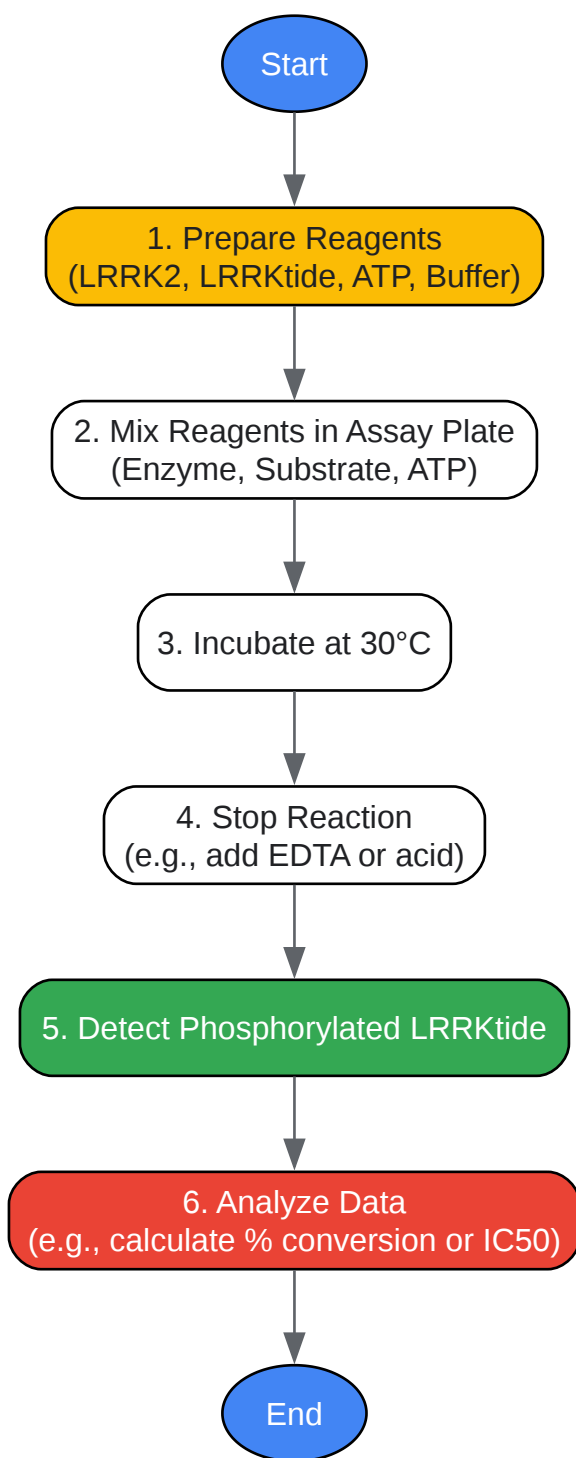 Start
1. Prepare Reagents
(LRRK2, LRRKtide, ATP, Buffer)
2. Mix Reagents in Assay Plate
(Enzyme, Substrate, ATP)
3. Incubate at 30°C
4. Stop Reaction
(e.g., add EDTA or acid)
5. Detect Phosphorylated LRRKtide
6. Analyze Data
(e.g., calculate % conversion or IC50)
End